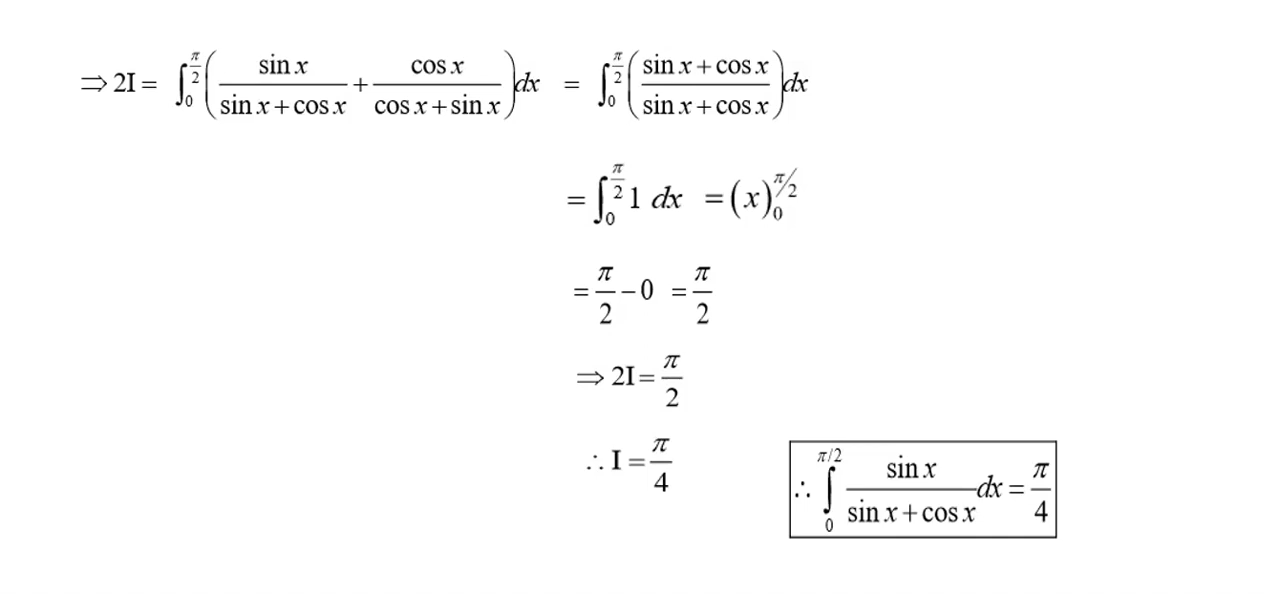 ⇒ 2I = ∫₀^{π/2} ( sin x / (sin x + cos x) + cos x / (cos x + sin x) ) dx = ∫₀^{π/2} ( (sin x + cos x) / (sin x + cos x) ) dx
= ∫₀^{π/2} 1 dx = (x)₀^{π/2}
= π/2 − 0 = π/2
⇒ 2I = π/2
∴ I = π/4
∴ ∫₀^{π/2} sin x / (sin x + cos x) dx = π/4